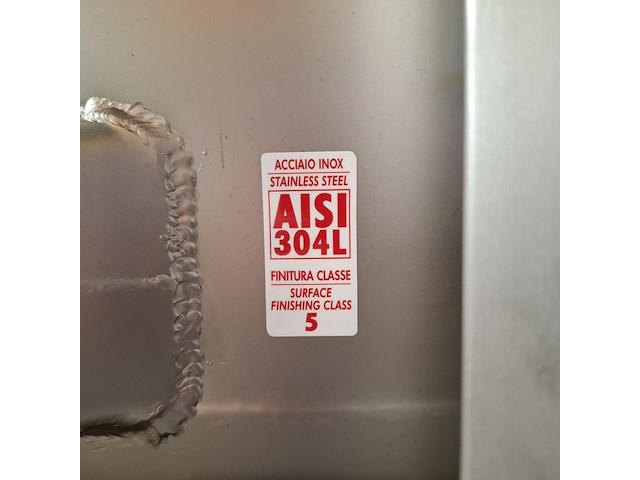 ACCIAIO INOX
STAINLESS STEEL
AISI
304L
FINITURA CLASSE
SURFACE
FINISHING CLASS
5